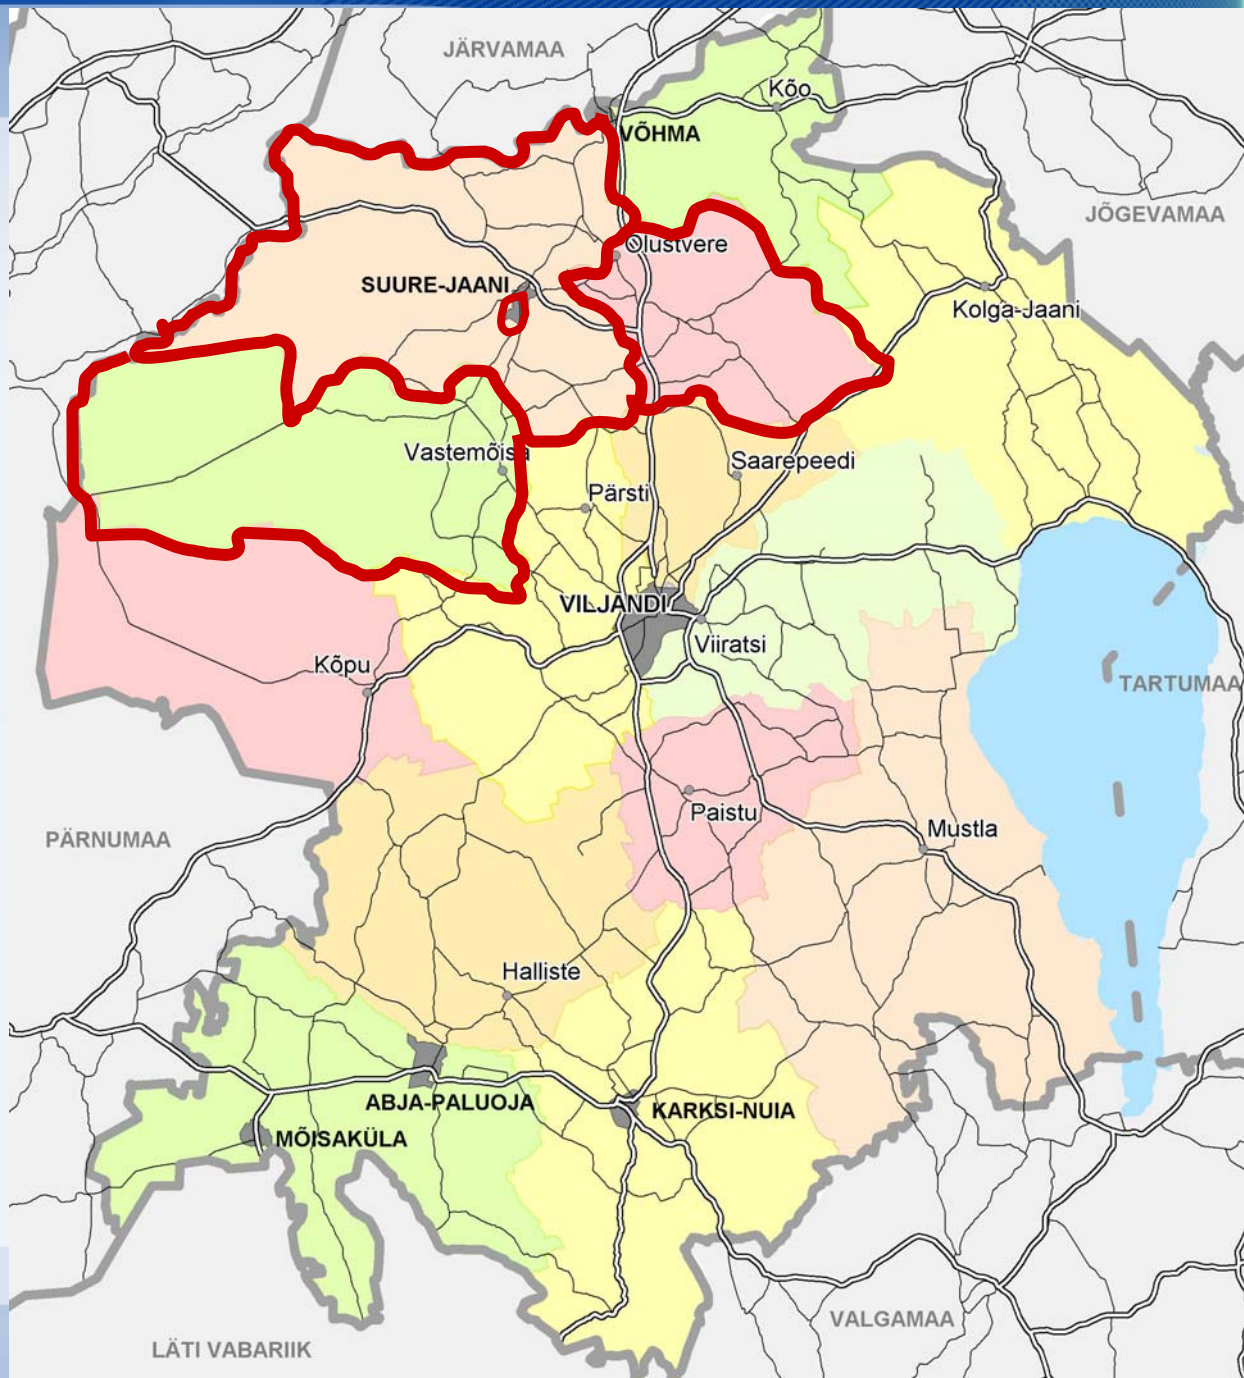 JÄRVAMAA
Kõo
VÕHMA
JÕGEVAMAA
Olustvere
SUURE-JAANI
Kolga-Jaani
Vastemõisa
Saarepeedi
Pärsti
VILJANDI
Viiratsi
Kõpu
TARTUMAA
Paistu
Mustla
PÄRNUMAA
Halliste
ABJA-PALUOJA
KARKSI-NUIA
MÕISAKÜLA
VALGAMAA
LÄTI VABARIIK